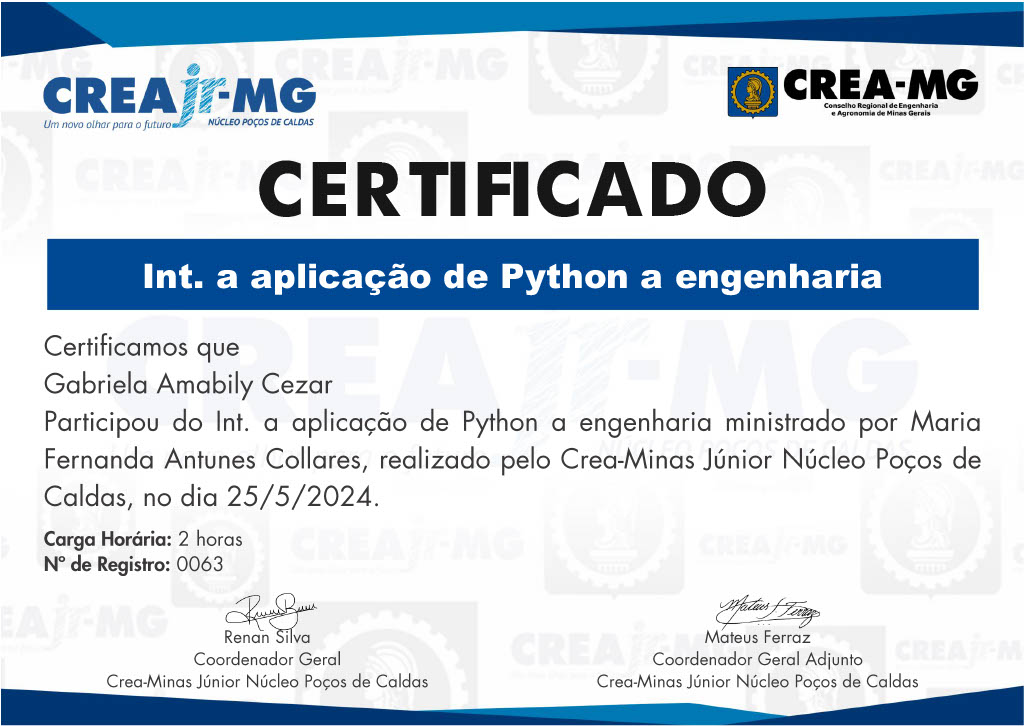 CREAjr-MG
Um novo olhar para o futuro
NÚCLEO POÇOS DE CALDAS
CREA-MG
Conselho Regional de Engenharia
e Agronomia de Minas Gerais
CERTIFICADO
Int. a aplicação de Python a engenharia
Certificamos que
Gabriela Amabily Cezar
Participou do Int. a aplicação de Python a engenharia ministrado por Maria
Fernanda Antunes Collares, realizado pelo Crea-Minas Júnior Núcleo Poços de
Caldas, no dia 25/5/2024.
Carga Horária: 2 horas
Nº de Registro: 0063
Mateus Ferraz
Renan Silva
Coordenador Geral
Crea-Minas Júnior Núcleo Poços de Caldas
Mateus Ferraz
Coordenador Geral Adjunto
Crea-Minas Júnior Núcleo Poços de Caldas